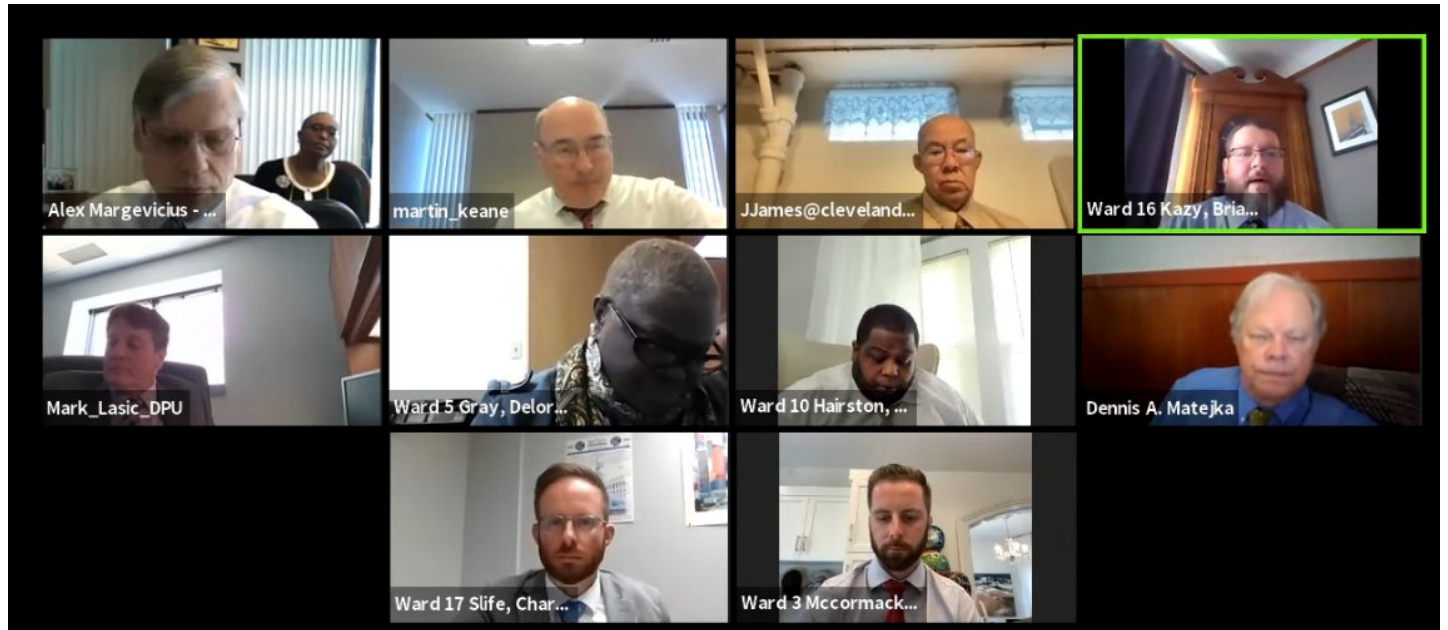 Alex Margevicius - ...
martin_keane
JJames@cleveland...
Ward 16 Kazy, Bria...
Mark_Lasic_DPU
Ward 5 Gray, Delor...
Ward 10 Hairston, ...
Dennis A. Matejka
Ward 17 Slife, Char...
Ward 3 Mccormack...